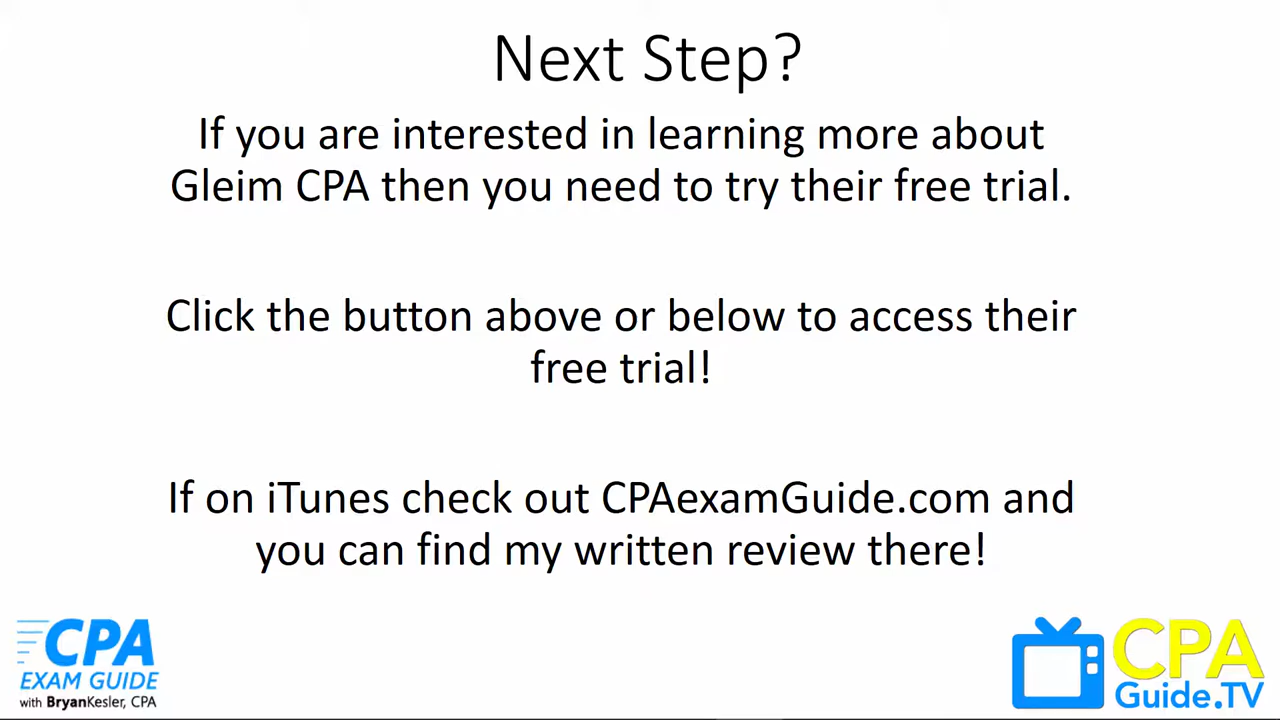 Next Step?
If you are interested in learning more about
Gleim CPA then you need to try their free trial.
Click the button above or below to access their
free trial!
If on iTunes check out CPAexamGuide.com and
you can find my written review there!
CPA
EXAM GUIDE
with BryanKesler, CPA
CPA
Guide.TV